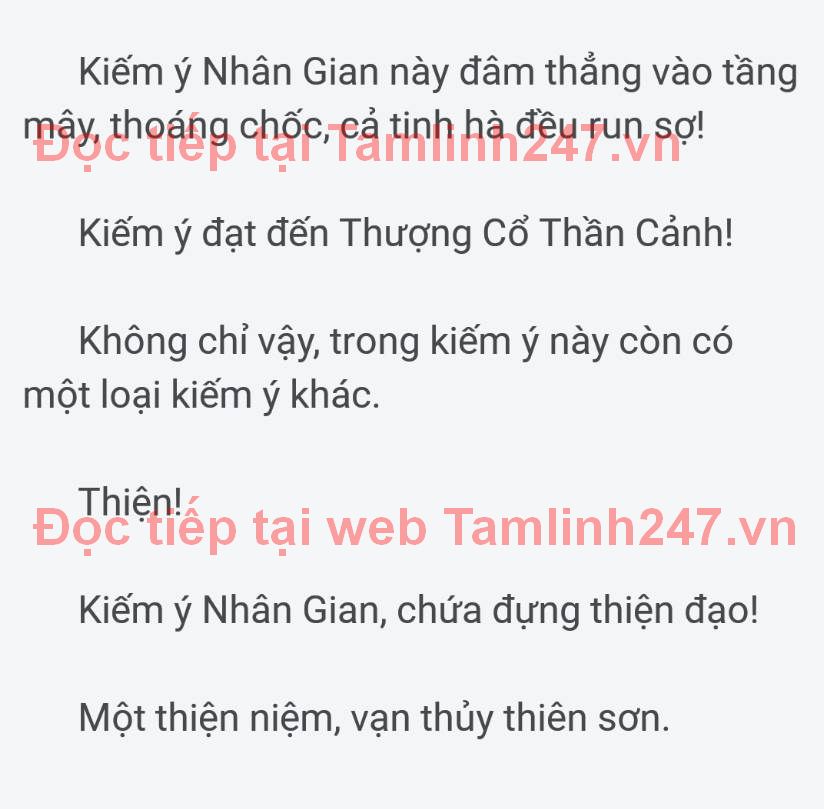 Kiếm ý Nhân Gian này đâm thẳng vào tầng
mây, thoáng chốc, cả tinh hà đều run sợ!
Đọc tiếp tại Tamlinh247.vn
Kiếm ý đạt đến Thượng Cổ Thần Cảnh!
Không chỉ vậy, trong kiếm ý này còn có
một loại kiếm ý khác.
Thiện!
Đọc tiếp tại web Tamlinh247.vn
Kiếm ý Nhân Gian, chứa đựng thiện đạo!
Một thiện niệm, vạn thủy thiên sơn.